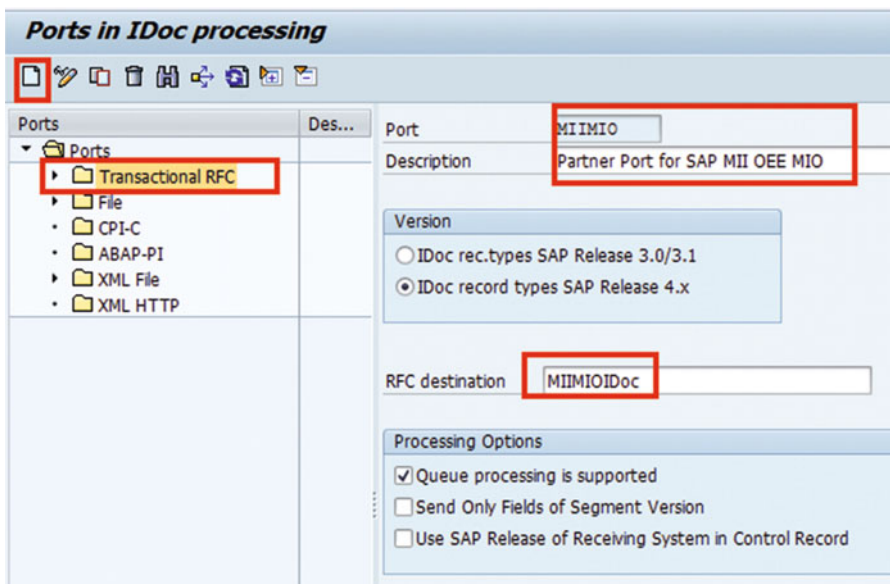 Ports in IDoc processing
Ports Des...
Ports
Transactional RFC
File
CPI-C
ABAP-PI
XML File
XML HTTP
Port MIIMIO
Description Partner Port for SAP MII OEE MIO
Version
IDoc rec.types SAP Release 3.0/3.1
IDoc record types SAP Release 4.x
RFC destination MIIMIOIDoc
Processing Options
Queue processing is supported
Send Only Fields of Segment Version
Use SAP Release of Receiving System in Control Record